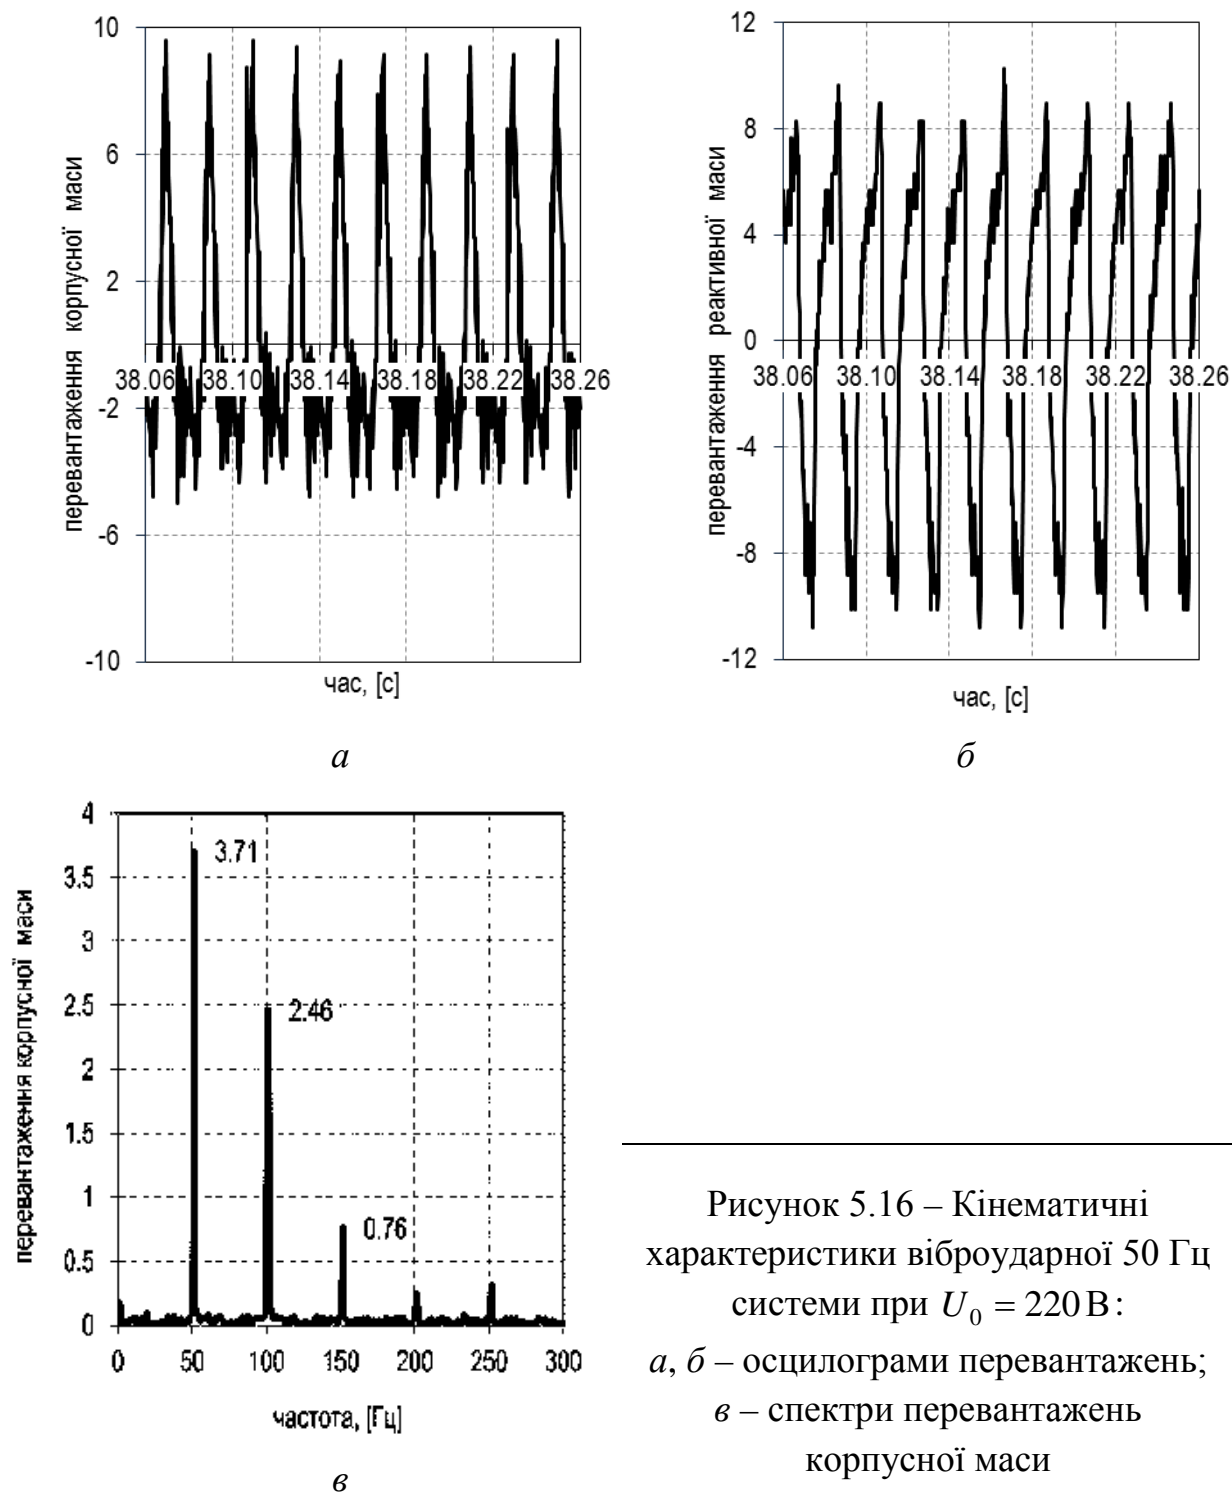 10
6
2
-2
-6
-10
38.06 38.10 38.14 38.18 38.22 38.26
перевантаження корпусної маси
час, [с]
а
12
8
4
0
-4
-8
-12
38.06 38.10 38.14 38.18 38.22 38.26
перевантаження реактивної маси
час, [с]
б
4
3.5
3
2.5
2
1.5
1
0.5
0
3.71
2.46
0.76
0 50 100 150 200 250 300
перевантаження корпусної маси
частота, [Гц]
в
Рисунок 5.16 – Кінематичні
характеристики віброударної 50 Гц
системи при U₀ = 220 В:
а, б – осцилограми перевантажень;
в – спектри перевантажень
корпусної маси